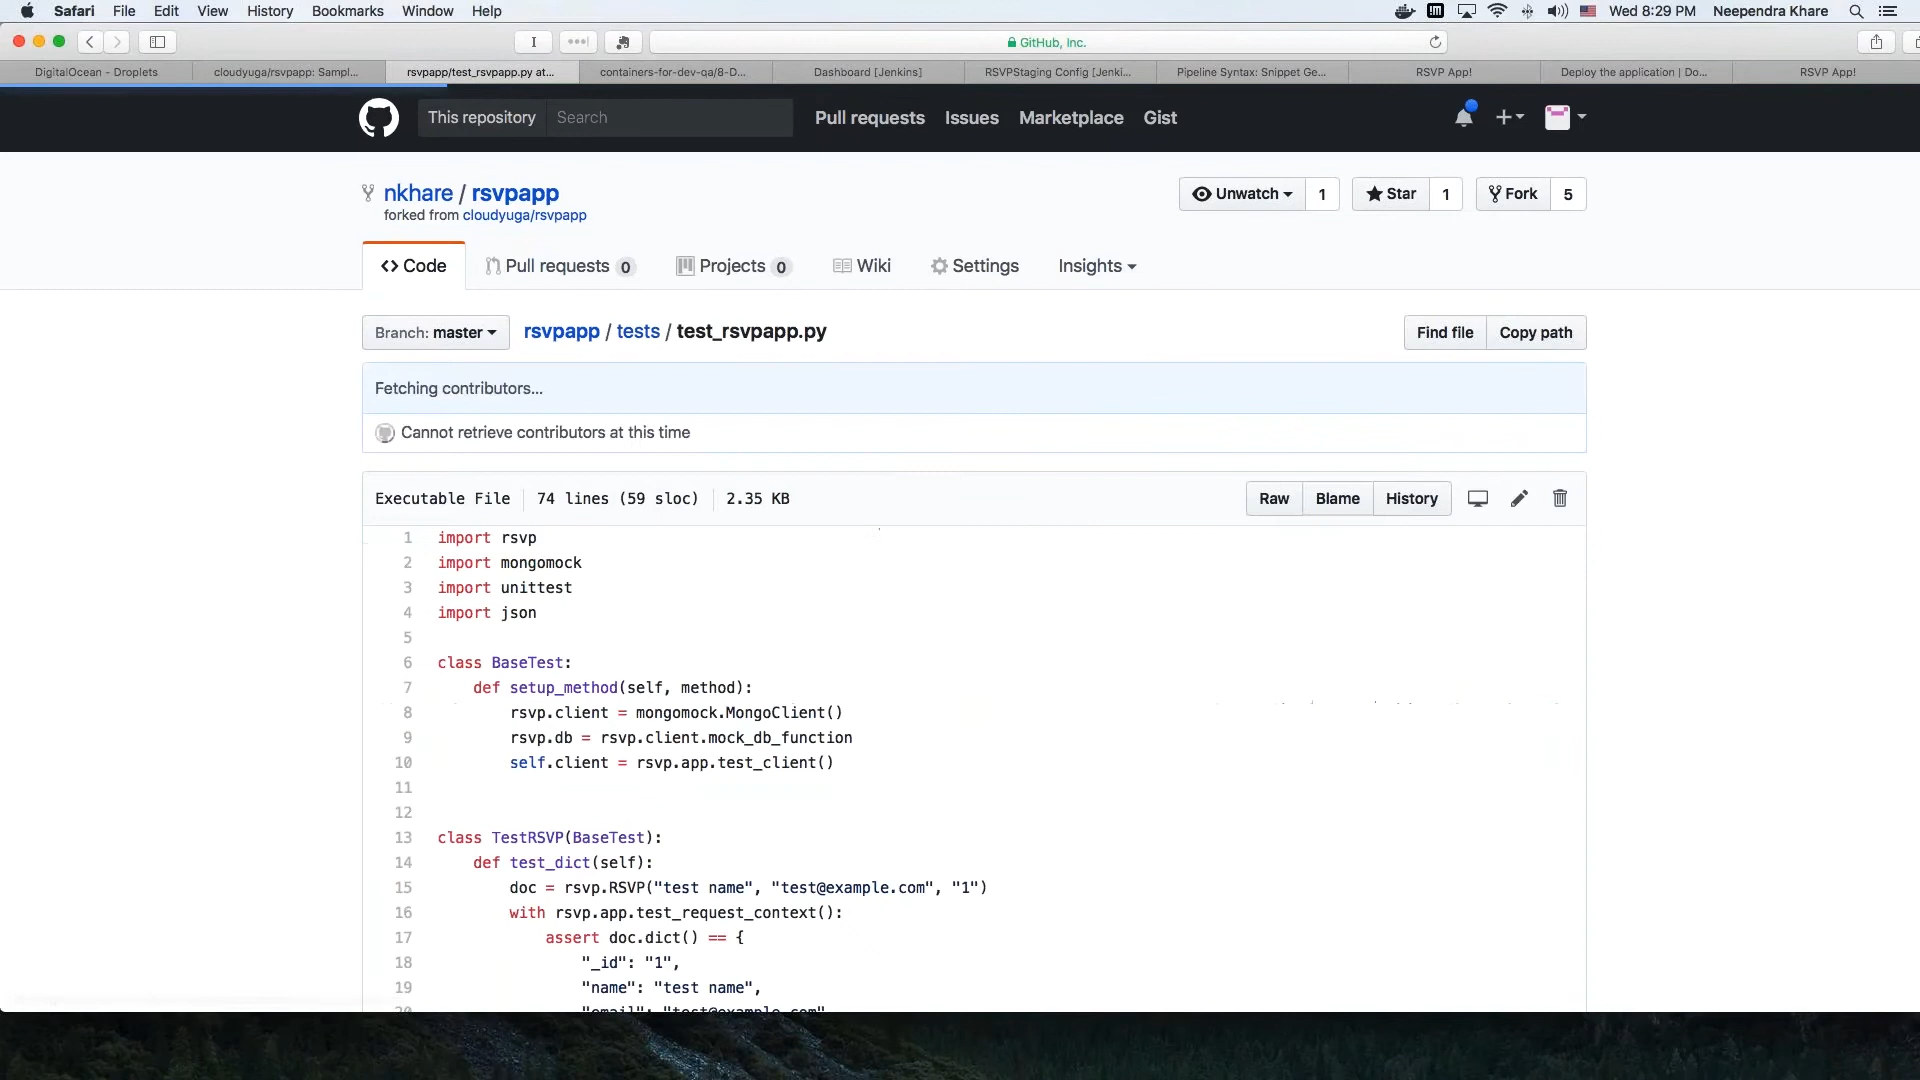 Safari File Edit View History Bookmarks Window Help Wed 8:29 PM Neependra Khare
GitHub, Inc.
DigitalOcean - Droplets cloudyuga/rsvpapp: Sampl... rsvpapp/test_rsvpapp.py at... containers-for-dev-qa/8-D... Dashboard [Jenkins] RSVPStaging Config [Jenki... Pipeline Syntax: Snippet Ge... RSVP App! Deploy the application | Do... RSVP App!
This repository Search Pull requests Issues Marketplace Gist
nkhare / rsvpapp Unwatch 1 Star 1 Fork 5
forked from cloudyuga/rsvpapp
Code Pull requests 0 Projects 0 Wiki Settings Insights
Branch: master rsvpapp / tests / test_rsvpapp.py Find file Copy path
Fetching contributors...
Cannot retrieve contributors at this time
Executable File 74 lines (59 sloc) 2.35 KB Raw Blame History
1 import rsvp
2 import mongomock
3 import unittest
4 import json
5
6 class BaseTest:
7 def setup_method(self, method):
8 rsvp.client = mongomock.MongoClient()
9 rsvp.db = rsvp.client.mock_db_function
10 self.client = rsvp.app.test_client()
11
12
13 class TestRSVP(BaseTest):
14 def test_dict(self):
15 doc = rsvp.RSVP("test name", "test@example.com", "1")
16 with rsvp.app.test_request_context():
17 assert doc.dict() == {
18 "_id": "1",
19 "name": "test name",
20 "email": "test@example.com"